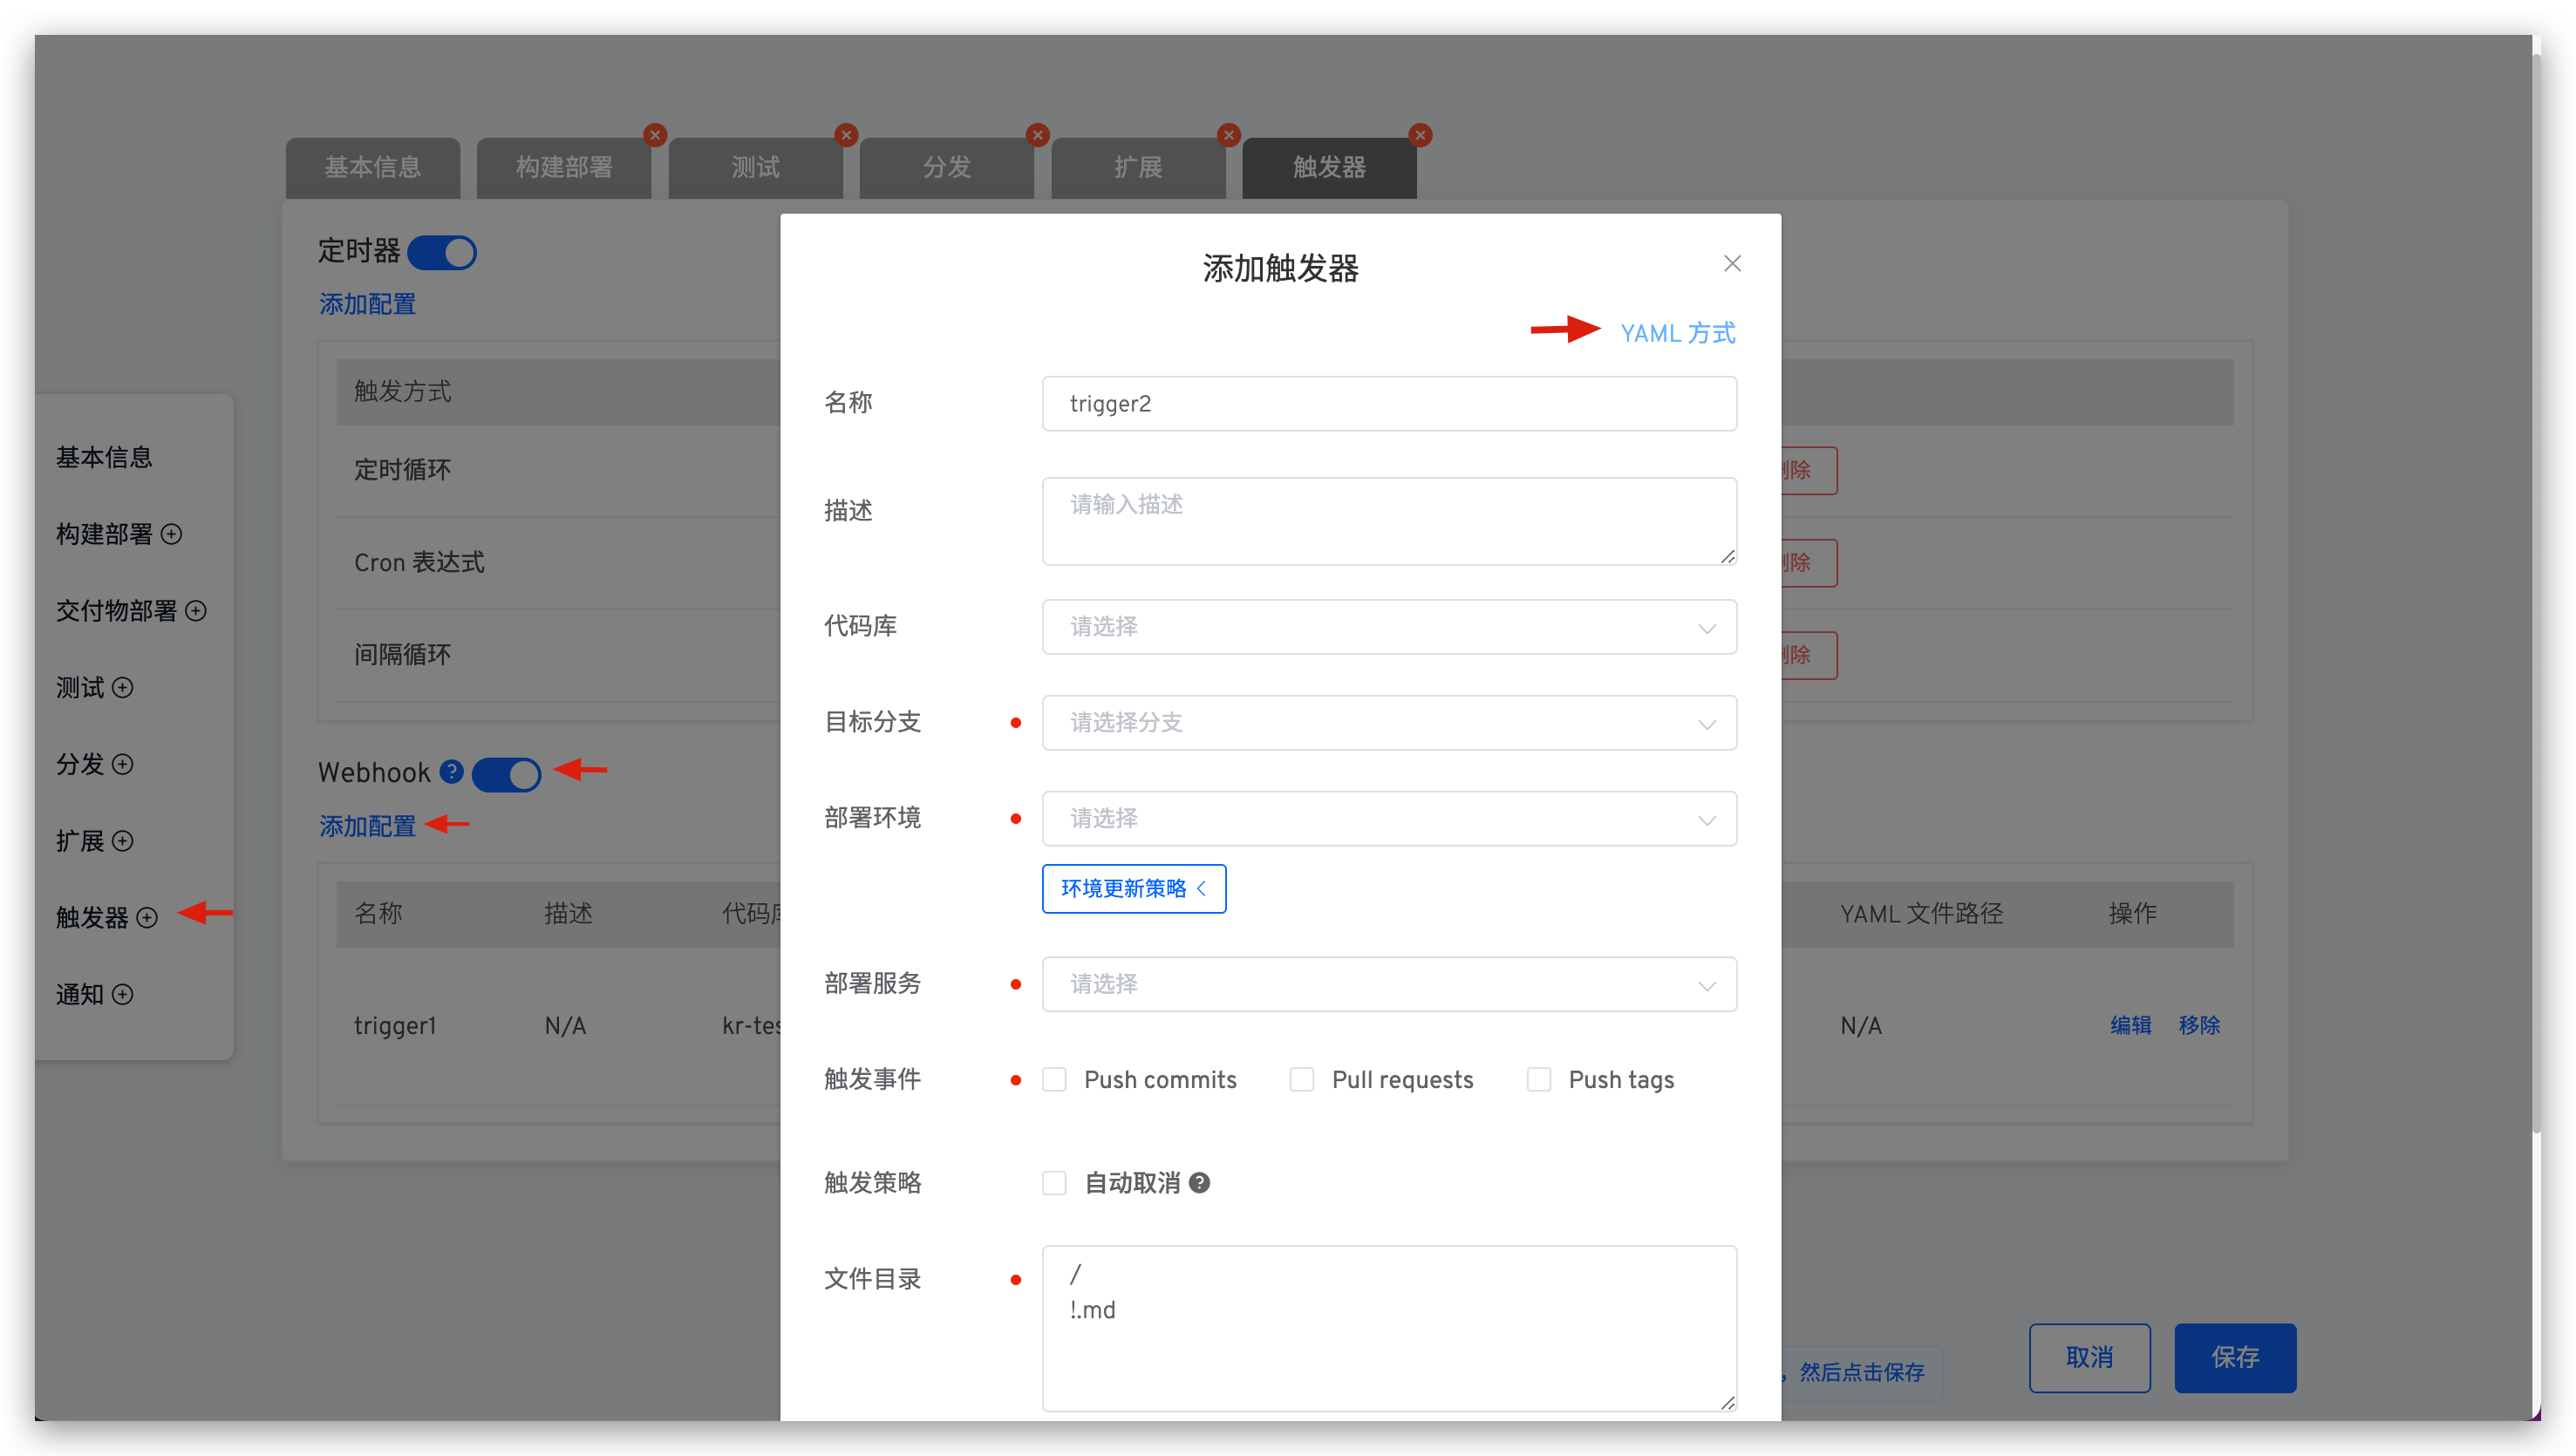 基本信息
构建部署
测试
分发
扩展
触发器
定时器
添加配置
触发方式
定时循环
Cron 表达式
间隔循环
Webhook
添加配置
名称 描述 代码库 YAML 文件路径 操作
trigger1 N/A kr-tes N/A 编辑 移除
基本信息
构建部署
交付物部署
测试
分发
扩展
触发器
通知
添加触发器
YAML 方式
名称 trigger2
描述 请输入描述
代码库 请选择
目标分支 请选择分支
部署环境 请选择
环境更新策略
部署服务 请选择
触发事件 Push commits Pull requests Push tags
触发策略 自动取消
文件目录 /
!.md
删除
删除
删除
，然后点击保存
取消
保存